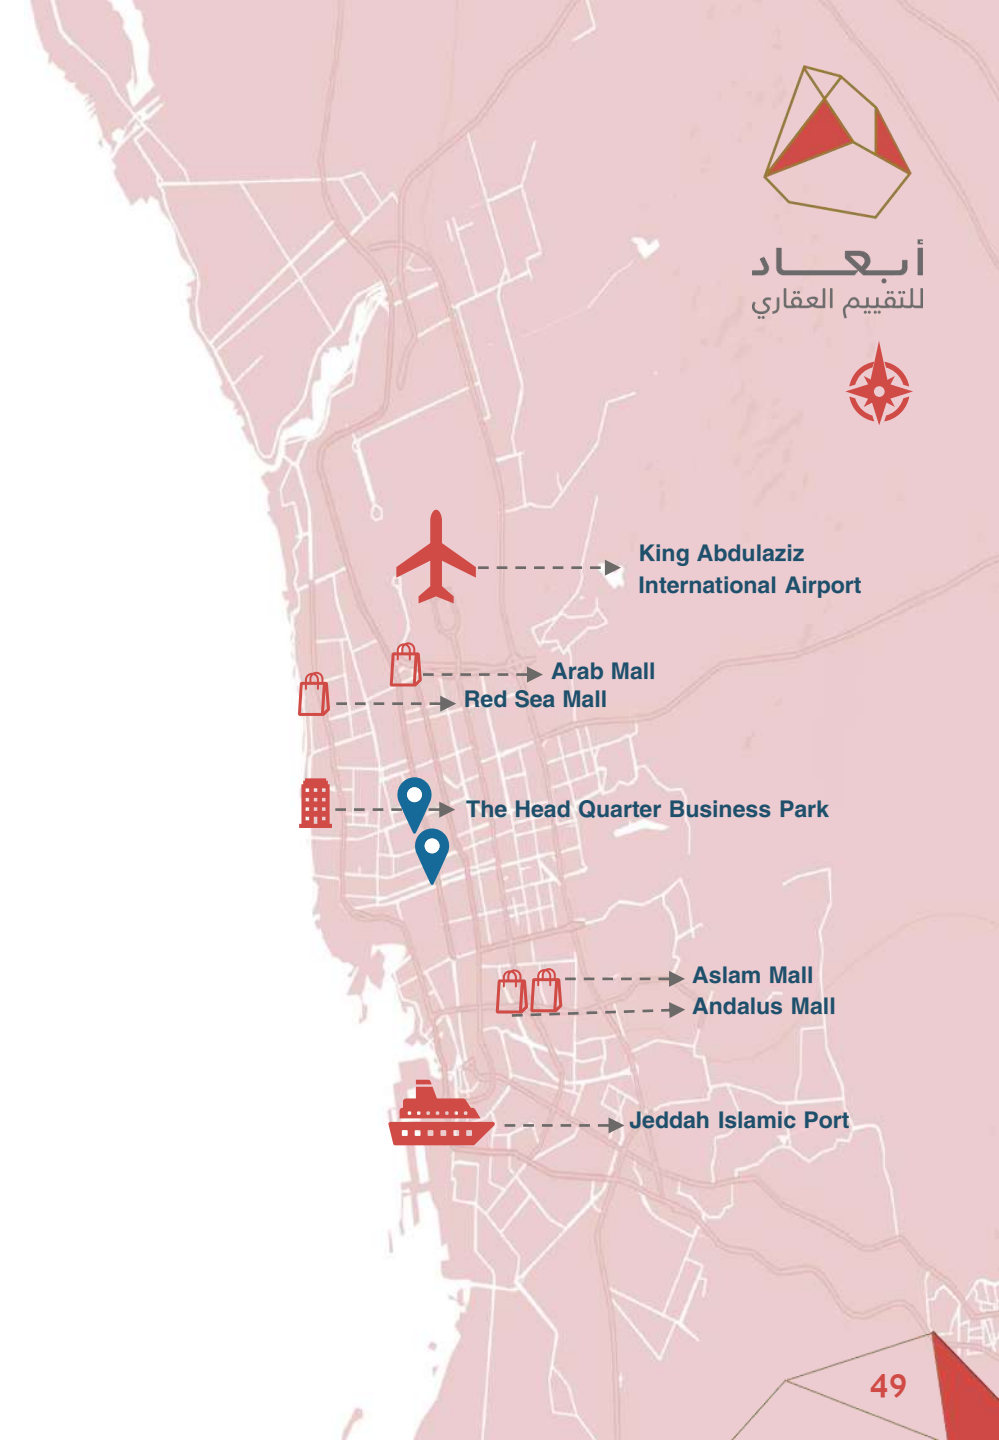 أبعاد
للتقييم العقاري
King Abdulaziz
International Airport
Arab Mall
Red Sea Mall
The Head Quarter Business Park
Aslam Mall
Andalus Mall
Jeddah Islamic Port
49